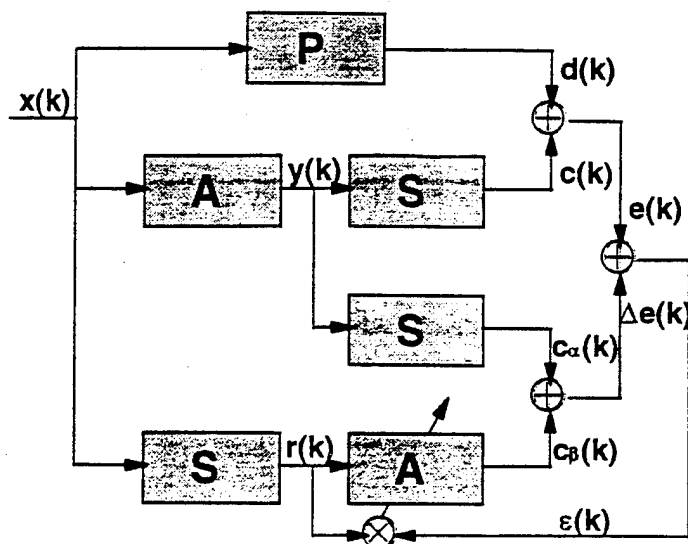 P
d(k)
x(k)
A
y(k)
S
c(k)
e(k)
S
Δe(k)
cα(k)
S
r(k)
A
cβ(k)
ε(k)